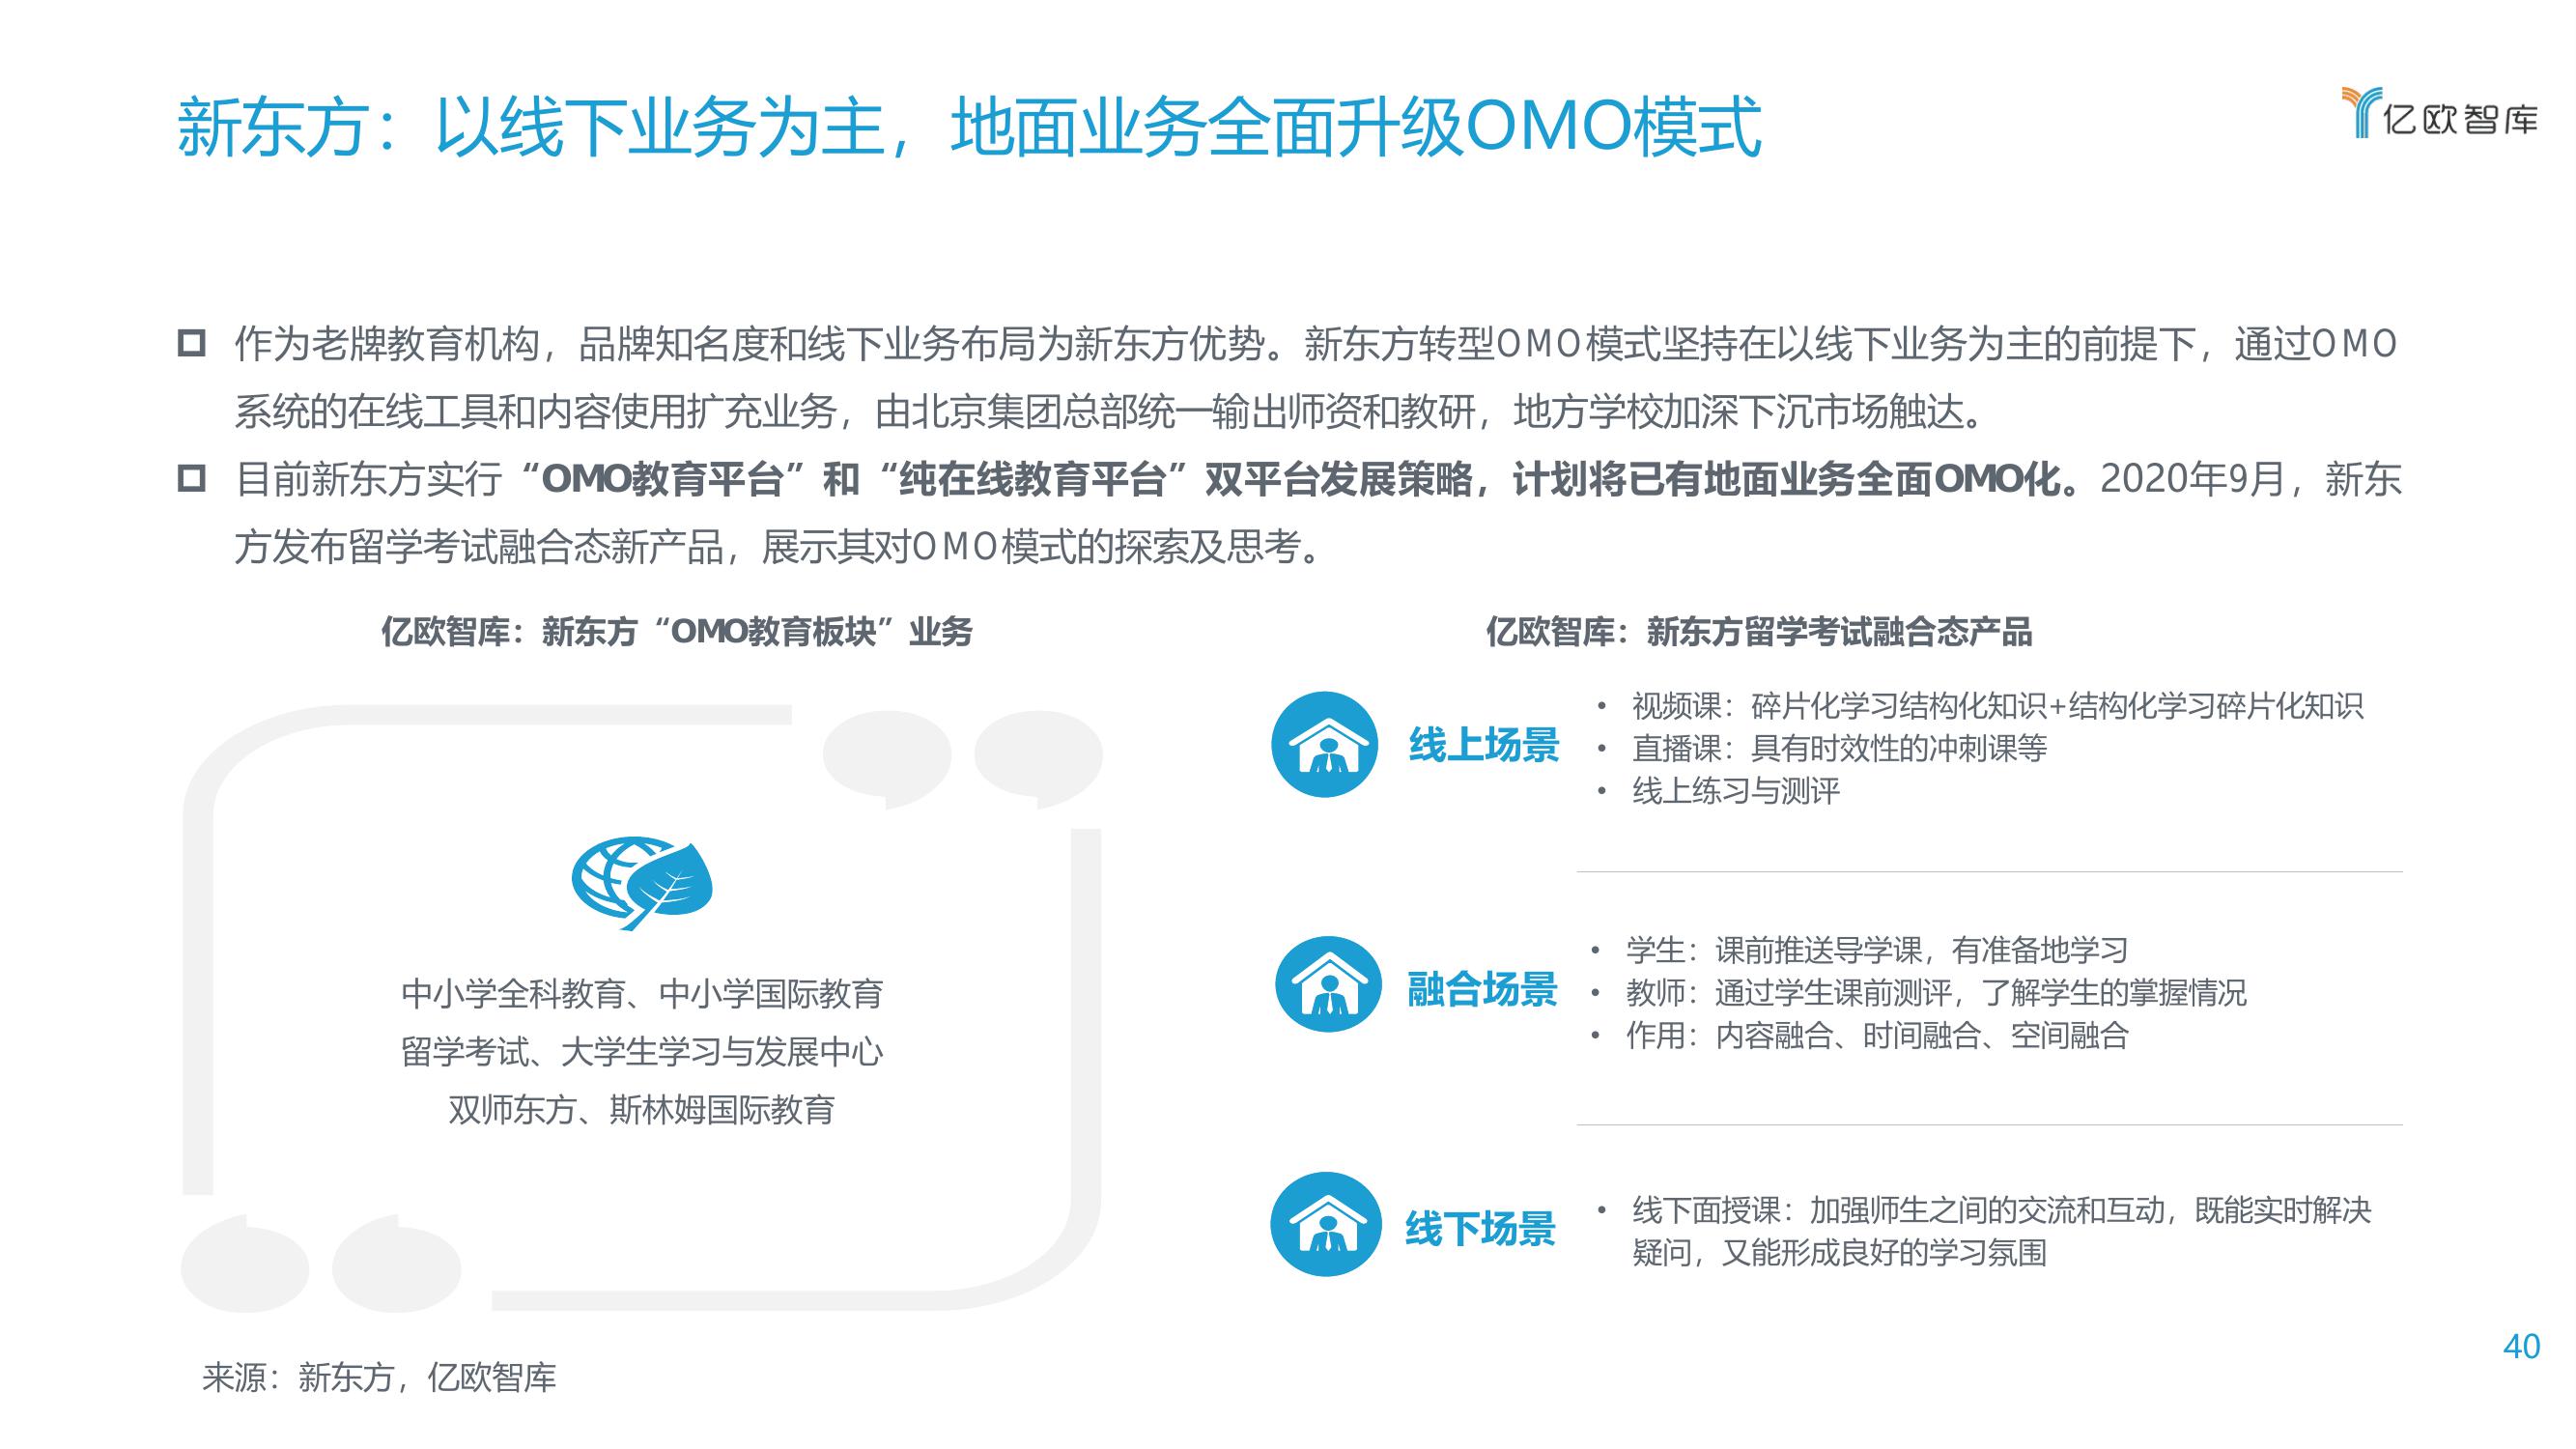 新东方：以线下业务为主，地面业务全面升级OMO模式
亿欧智库
作为老牌教育机构，品牌知名度和线下业务布局为新东方优势。新东方转型OMO模式坚持在以线下业务为主的前提下，通过OMO
系统的在线工具和内容使用扩充业务，由北京集团总部统一输出师资和教研，地方学校加深下沉市场触达。
目前新东方实行“OMO教育平台”和“纯在线教育平台”双平台发展策略，计划将已有地面业务全面OMO化。2020年9月，新东
方发布留学考试融合态新产品，展示其对OMO模式的探索及思考。
亿欧智库：新东方“OMO教育板块”业务
中小学全科教育、中小学国际教育
留学考试、大学生学习与发展中心
双师东方、斯林姆国际教育
亿欧智库：新东方留学考试融合态产品
线上场景
• 视频课：碎片化学习结构化知识+结构化学习碎片化知识
• 直播课：具有时效性的冲刺课等
• 线上练习与测评
融合场景
• 学生：课前推送导学课，有准备地学习
• 教师：通过学生课前测评，了解学生的掌握情况
• 作用：内容融合、时间融合、空间融合
线下场景
• 线下面授课：加强师生之间的交流和互动，既能实时解决
疑问，又能形成良好的学习氛围
来源：新东方，亿欧智库
40